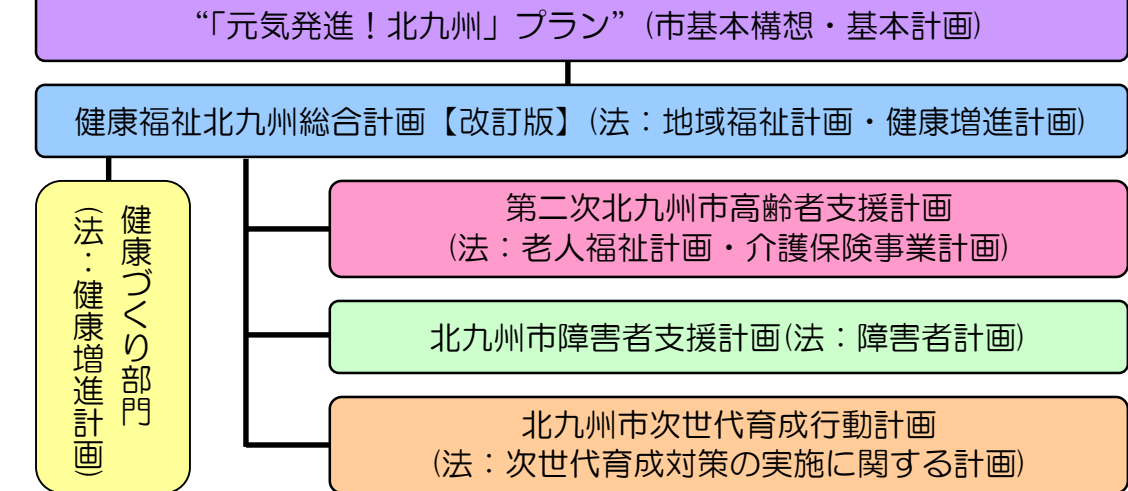 “「元気発進！北九州」プラン”(市基本構想・基本計画)
健康福祉北九州総合計画【改訂版】(法：地域福祉計画・健康増進計画)
健康づくり部門
(法：健康増進計画)
第二次北九州市高齢者支援計画
(法：老人福祉計画・介護保険事業計画)
北九州市障害者支援計画(法：障害者計画)
北九州市次世代育成行動計画
(法：次世代育成対策の実施に関する計画)